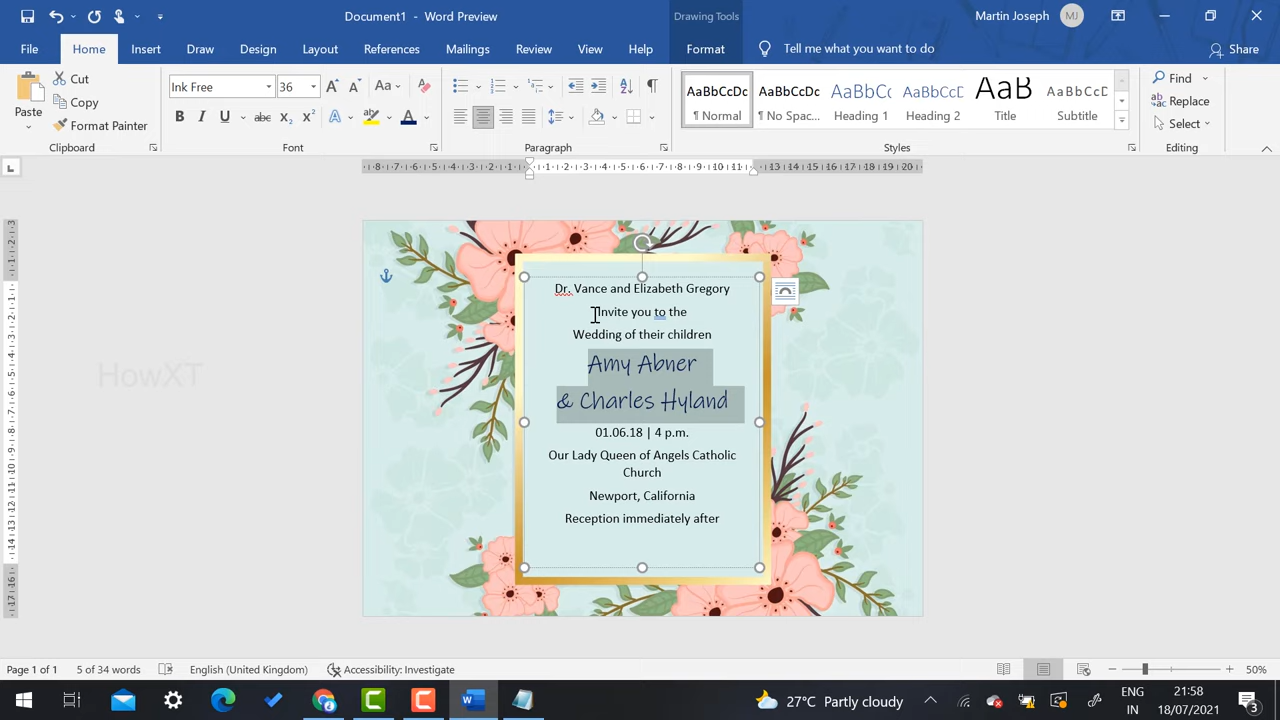 Document1 - Word Preview
Drawing Tools
Martin Joseph
MJ
File
Home
Insert
Draw
Design
Layout
References
Mailings
Review
View
Help
Format
Tell me what you want to do
Share
Paste
Cut
Copy
Format Painter
Clipboard
Ink Free
36
Font
Paragraph
AaBbCcDc
¶ Normal
AaBbCcDc
¶ No Spac...
AaBbCc
Heading 1
AaBbCcD
Heading 2
AaB
Title
AaBbCcD
Subtitle
Styles
Find
Replace
Select
Editing
Dr. Vance and Elizabeth Gregory
Invite you to the
Wedding of their children
Amy Abner
& Charles Hyland
01.06.18 | 4 p.m.
Our Lady Queen of Angels Catholic
Church
Newport, California
Reception immediately after
HowXT
Page 1 of 1
5 of 34 words
English (United Kingdom)
Accessibility: Investigate
50%
27°C Partly cloudy
ENG
IN
21:58
18/07/2021
3